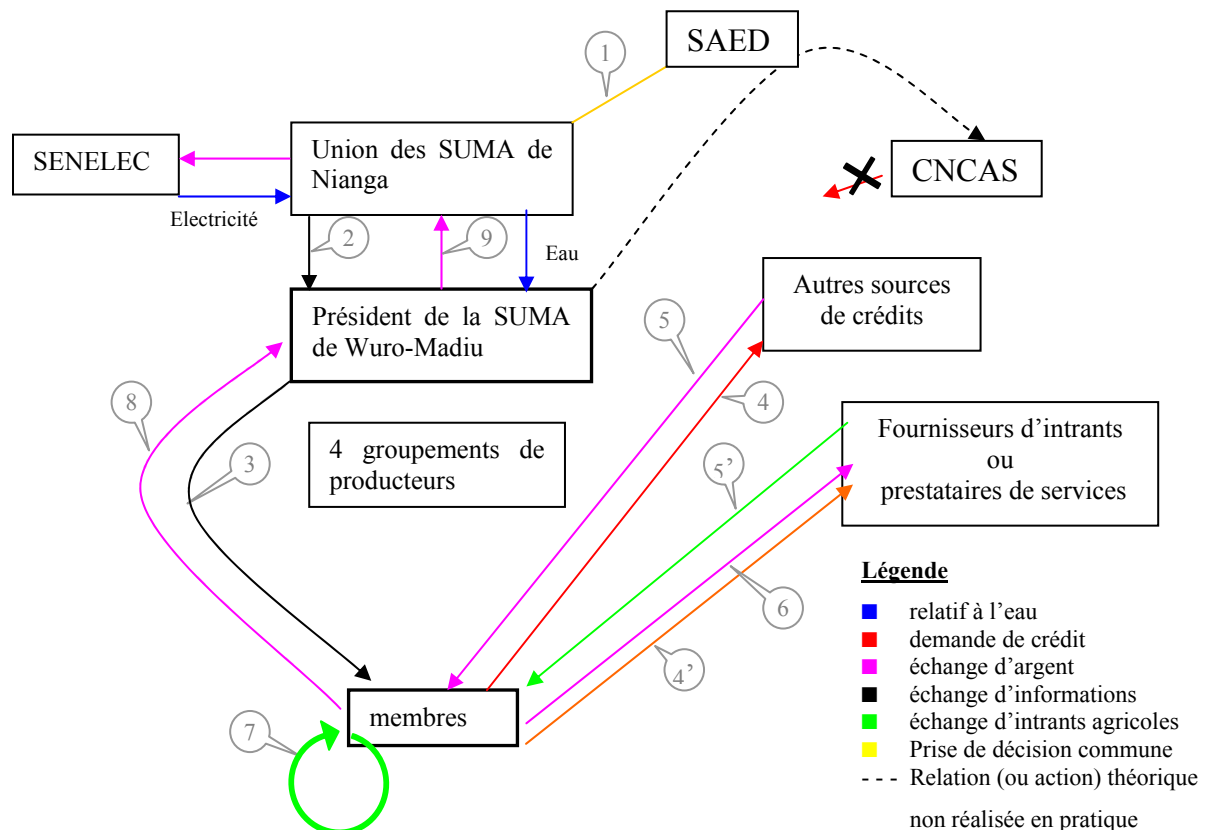 SAED
1
SENELEC
Union des SUMA de
Nianga
CNCAS
Electricité
2
9
Eau
Président de la SUMA
de Wuro-Madiu
Autres sources
de crédits
5
4
8
3
4 groupements de
producteurs
Fournisseurs d'intrants
ou
prestataires de services
5’
6
4’
membres
7
Légende
relatif à l'eau
demande de crédit
échange d'argent
échange d'informations
échange d'intrants agricoles
Prise de décision commune
--- Relation (ou action) théorique
non réalisée en pratique